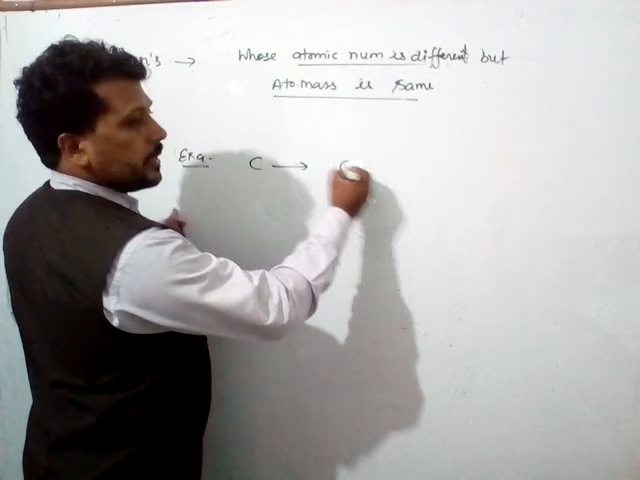 → Whose atomic num is different but
Ato. mass is same
Exa. C → C